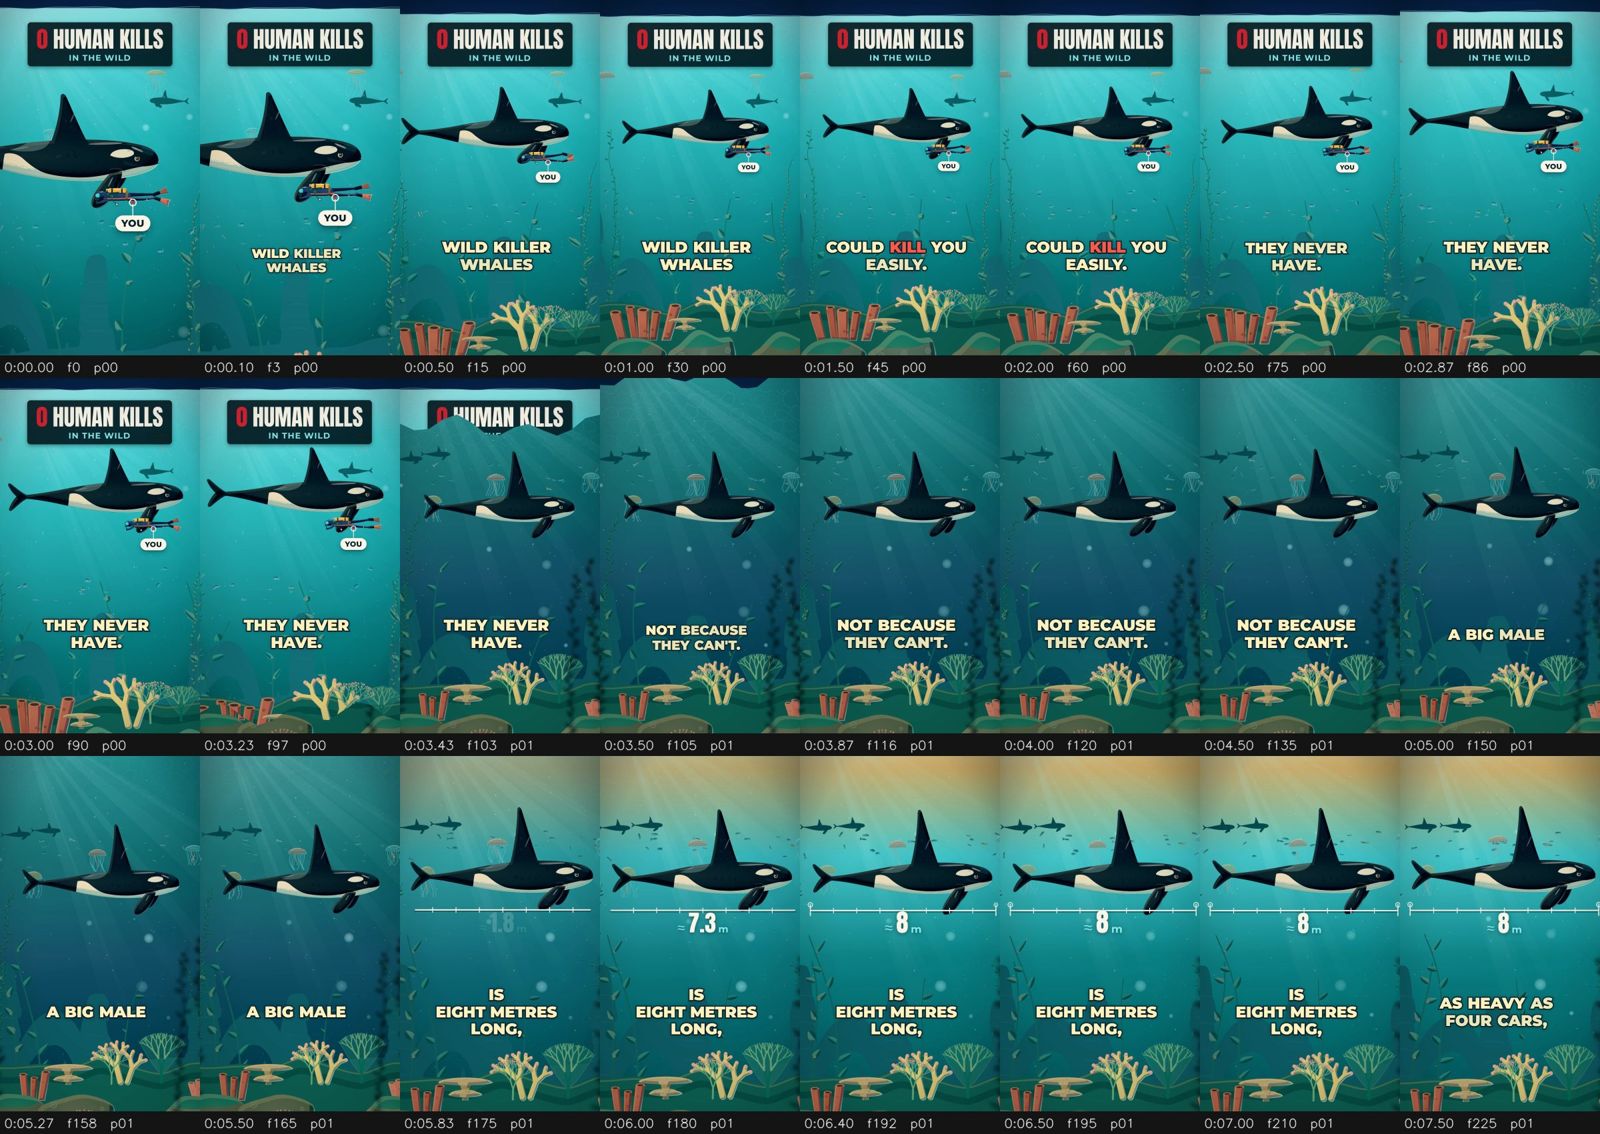 0 HUMAN KILLS
IN THE WILD
YOU
0:00.00 f0 p00
0 HUMAN KILLS
IN THE WILD
YOU
WILD KILLER
WHALES
0:00.10 f3 p00
0 HUMAN KILLS
IN THE WILD
YOU
WILD KILLER
WHALES
0:00.50 f15 p00
0 HUMAN KILLS
IN THE WILD
YOU
WILD KILLER
WHALES
0:01.00 f30 p00
0 HUMAN KILLS
IN THE WILD
YOU
COULD KILL YOU
EASILY.
0:01.50 f45 p00
0 HUMAN KILLS
IN THE WILD
YOU
COULD KILL YOU
EASILY.
0:02.00 f60 p00
0 HUMAN KILLS
IN THE WILD
YOU
THEY NEVER
HAVE.
0:02.50 f75 p00
0 HUMAN KILLS
IN THE WILD
YOU
THEY NEVER
HAVE.
0:02.87 f86 p00
0 HUMAN KILLS
IN THE WILD
YOU
THEY NEVER
HAVE.
0:03.00 f90 p00
0 HUMAN KILLS
IN THE WILD
YOU
THEY NEVER
HAVE.
0:03.23 f97 p00
0 HUMAN KILLS
THEY NEVER
HAVE.
0:03.43 f103 p01
NOT BECAUSE
THEY CAN'T.
0:03.50 f105 p01
NOT BECAUSE
THEY CAN'T.
0:03.87 f116 p01
NOT BECAUSE
THEY CAN'T.
0:04.00 f120 p01
NOT BECAUSE
THEY CAN'T.
0:04.50 f135 p01
A BIG MALE
0:05.00 f150 p01
A BIG MALE
0:05.27 f158 p01
A BIG MALE
0:05.50 f165 p01
≈1.8 m
IS
EIGHT METRES
LONG,
0:05.83 f175 p01
≈7.3 m
IS
EIGHT METRES
LONG,
0:06.00 f180 p01
≈8 m
IS
EIGHT METRES
LONG,
0:06.40 f192 p01
≈8 m
IS
EIGHT METRES
LONG,
0:06.50 f195 p01
≈8 m
IS
EIGHT METRES
LONG,
0:07.00 f210 p01
≈8 m
AS HEAVY AS
FOUR CARS,
0:07.50 f225 p01